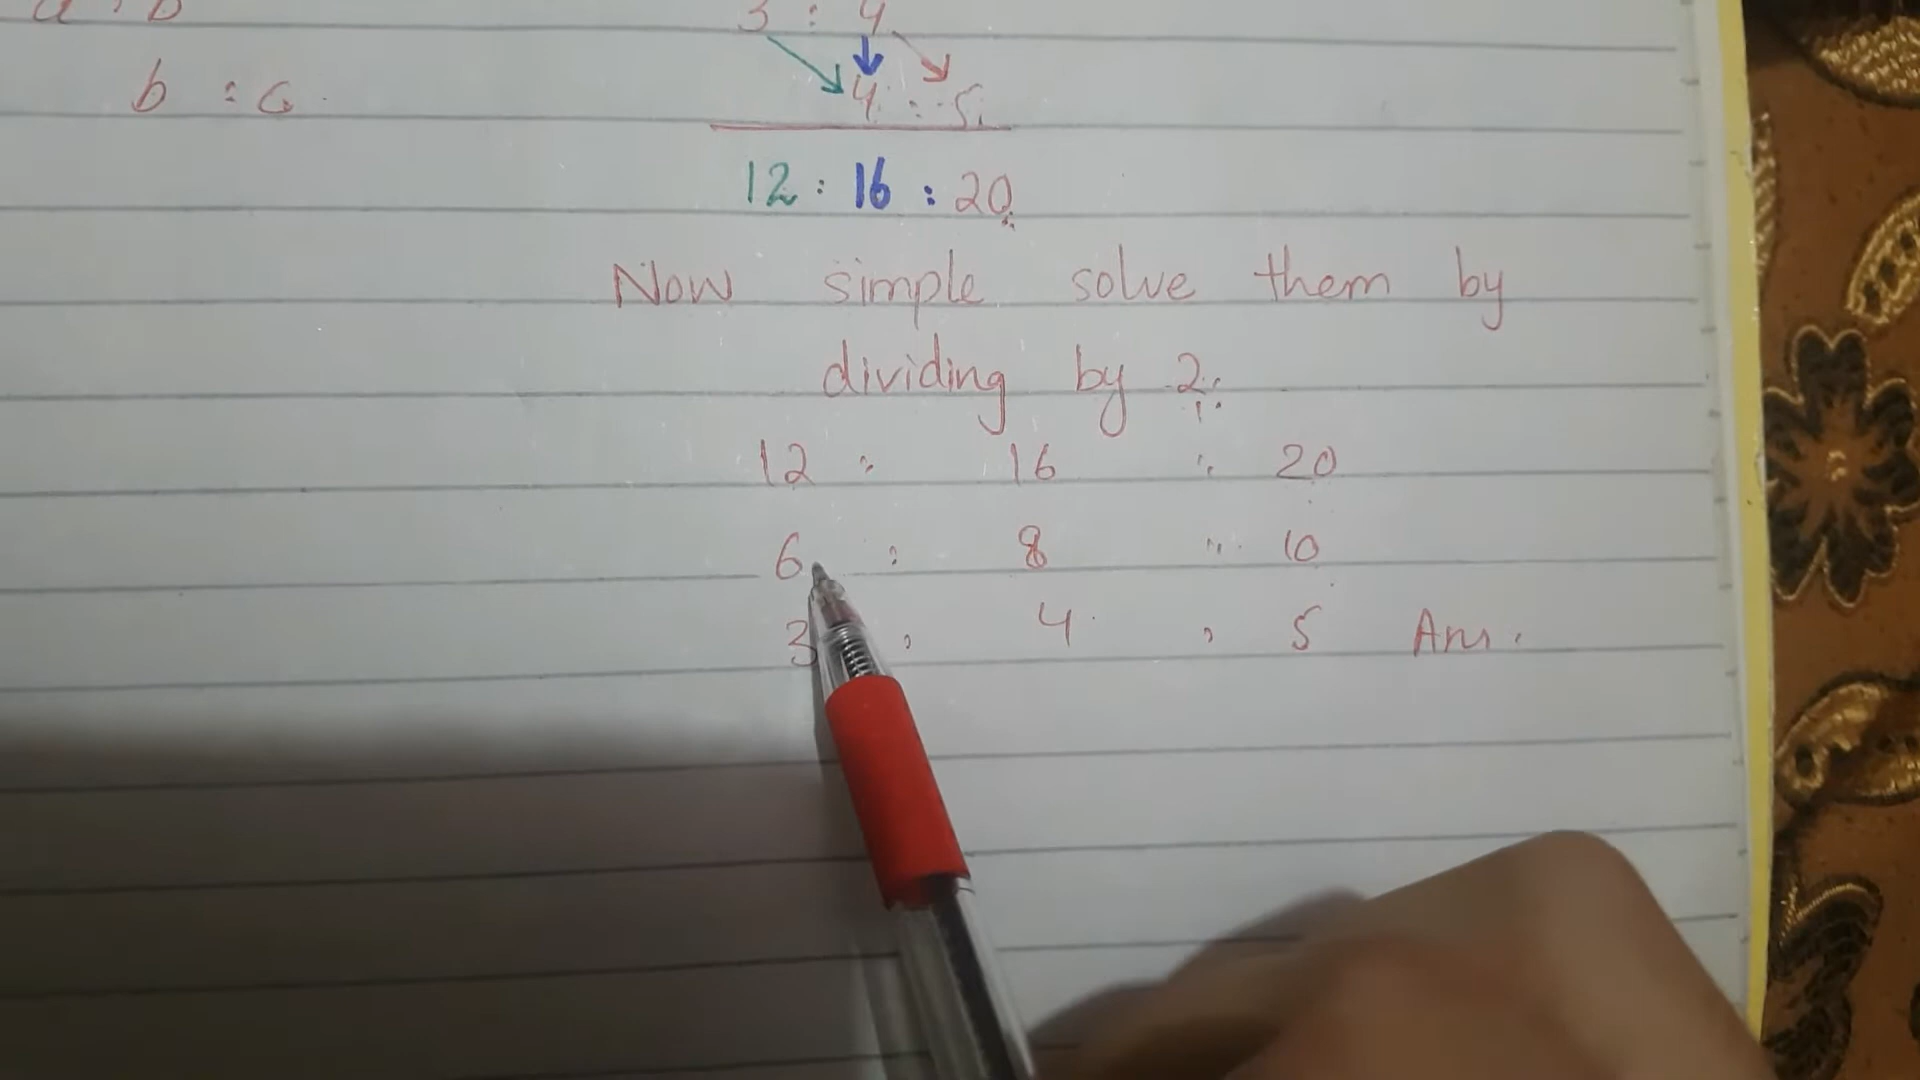 a : b
3 : 4
b : c
4 : 5
12 : 16 : 20
Now simple solve them by
dividing by 2.
12 : 16 : 20
6 : 8 : 10
3 : 4 : 5 Ans.